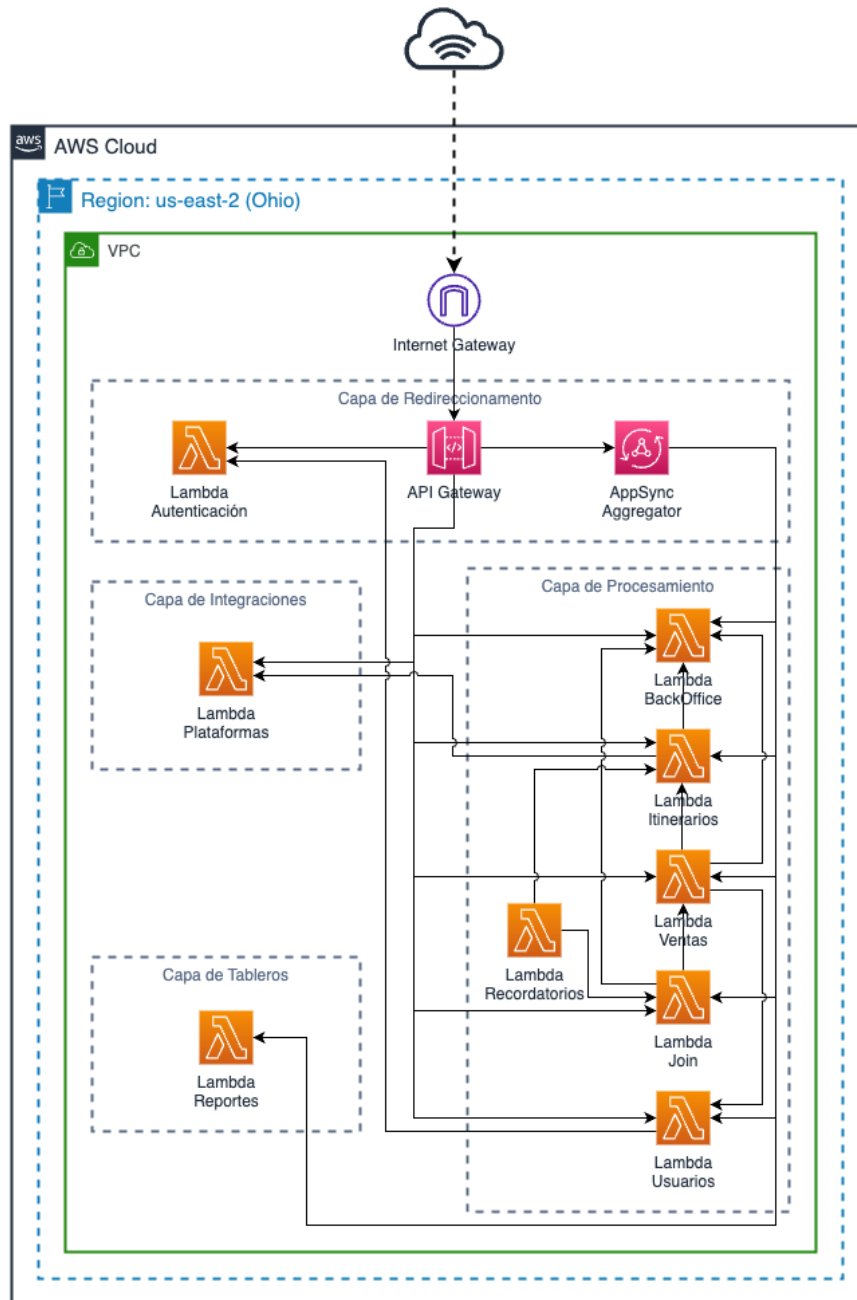 aws
AWS Cloud
Region: us-east-2 (Ohio)
VPC
Internet Gateway
Capa de Redireccionamento
Lambda
Autenticación
API Gateway
AppSync
Aggregator
Capa de Integraciones
Lambda
Plataformas
Capa de Procesamiento
Lambda
BackOffice
Lambda
Itinerarios
Lambda
Ventas
Lambda
Recordatorios
Lambda
Join
Lambda
Usuarios
Capa de Tableros
Lambda
Reportes